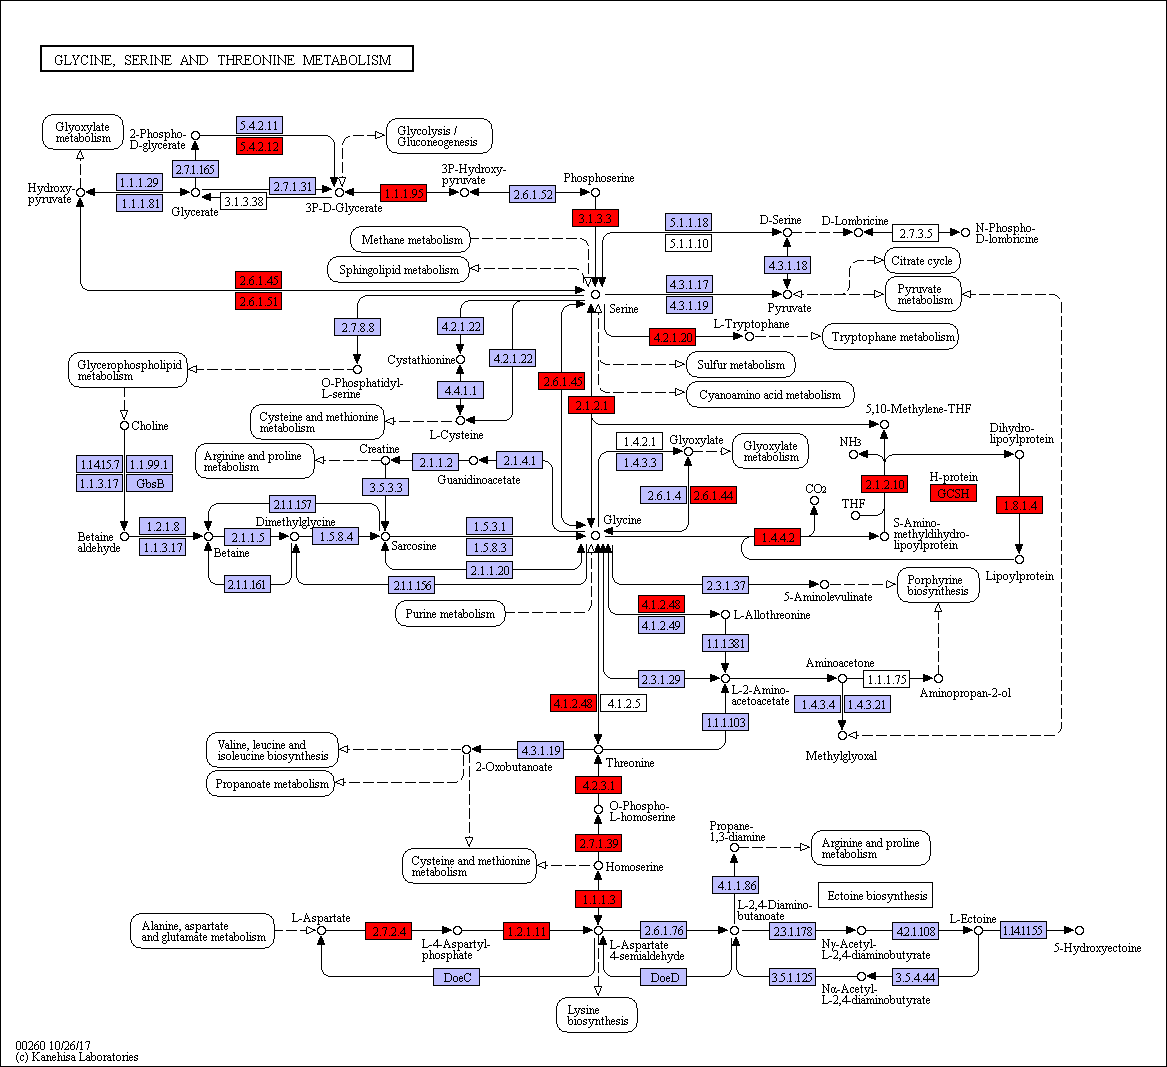 GLYCINE, SERINE AND THREONINE METABOLISM
Glyoxylate
metabolism
2-Phospho-
D-glycerate
5.4.2.11
5.4.2.12
Glycolysis /
Gluconeogenesis
2.7.1.165
3P-Hydroxy-
pyruvate
Phosphoserine
Hydroxy-
pyruvate
1.1.1.29
1.1.1.81
Glycerate
2.7.1.31
3.1.3.38
3P-D-Glycerate
1.1.1.95
2.6.1.52
3.1.3.3
Methane metabolism
Sphingolipid metabolism
5.1.1.18
5.1.1.10
D-Serine
D-Lombricine
2.7.3.5
N-Phospho-
D-lombricine
4.3.1.18
Citrate cycle
Pyruvate
metabolism
2.6.1.45
2.6.1.51
Serine
4.3.1.17
4.3.1.19
Pyruvate
2.7.8.8
4.2.1.22
4.2.1.20
L-Tryptophane
Tryptophane metabolism
Cystathionine
4.2.1.22
Sulfur metabolism
Glycerophospholipid
metabolism
O-Phosphatidyl-
L-serine
4.4.1.1
2.6.1.45
2.1.2.1
Cyanoamino acid metabolism
Choline
Cysteine and methionine
metabolism
L-Cysteine
5,10-Methylene-THF
Creatine
1.4.2.1
1.4.3.3
Glyoxylate
Glyoxylate
metabolism
NH3
Dihydro-
lipoylprotein
1.14.15.7
1.1.99.1
1.1.3.17
GbsB
Arginine and proline
metabolism
2.1.1.2
Guanidinoacetate
2.1.4.1
3.5.3.3
2.6.1.4
2.6.1.44
CO2
THF
2.1.2.10
H-protein
GCSH
1.8.1.4
2.1.1.157
Dimethylglycine
Glycine
Betaine
aldehyde
1.2.1.8
1.1.3.17
Betaine
2.1.1.5
1.5.8.4
Sarcosine
1.5.3.1
1.5.8.3
2.1.1.20
1.4.4.2
S-Amino-
methyldihydro-
lipoylprotein
Lipoylprotein
2.1.1.161
2.1.1.156
2.3.1.37
5-Aminolevulinate
Porphyrine
biosynthesis
Purine metabolism
4.1.2.48
4.1.2.49
L-Allothreonine
1.1.1.381
2.3.1.29
L-2-Amino-
acetoacetate
Aminoacetone
1.1.1.75
Aminopropan-2-ol
4.1.2.48
4.1.2.5
1.1.1.103
1.4.3.4
1.4.3.21
Methylglyoxal
Valine, leucine and
isoleucine biosynthesis
2-Oxobutanoate
4.3.1.19
Threonine
Propanoate metabolism
4.2.3.1
O-Phospho-
L-homoserine
2.7.1.39
Propane-
1,3-diamine
Arginine and proline
metabolism
Cysteine and methionine
metabolism
Homoserine
4.1.1.86
Ectoine biosynthesis
1.1.1.3
Alanine, aspartate
and glutamate metabolism
L-Aspartate
2.7.2.4
L-4-Aspartyl-
phosphate
1.2.1.11
L-Aspartate
4-semialdehyde
2.6.1.76
L-2,4-Diamino-
butanoate
2.3.1.178
Nγ-Acetyl-
L-2,4-diaminobutyrate
4.2.1.108
L-Ectoine
1.14.11.55
5-Hydroxyectoine
DoeC
DoeD
3.5.1.125
Nα-Acetyl-
L-2,4-diaminobutyrate
3.5.4.44
Lysine
biosynthesis
00260 10/26/17
(c) Kanehisa Laboratories